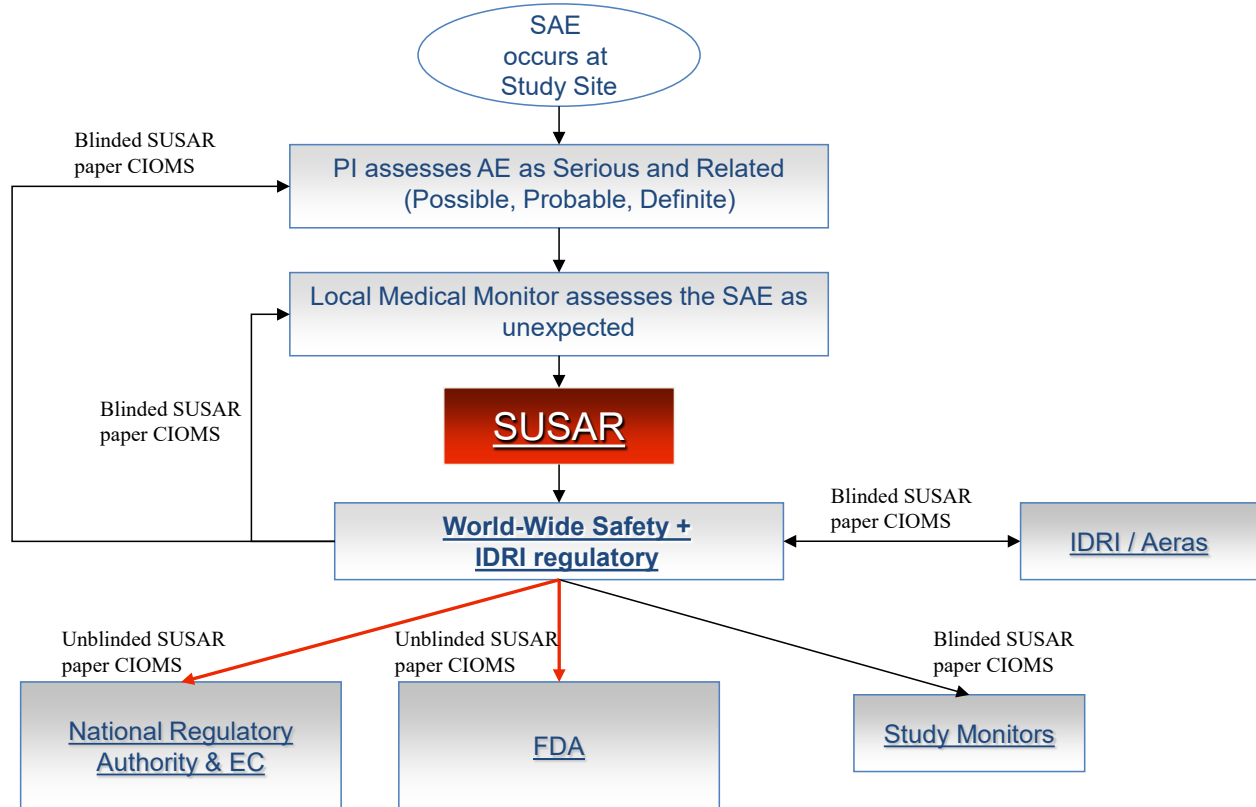 SAE
occurs at
Study Site
Blinded SUSAR
paper CIOMS
PI assesses AE as Serious and Related
(Possible, Probable, Definite)
Local Medical Monitor assesses the SAE as
unexpected
Blinded SUSAR
paper CIOMS
SUSAR
World-Wide Safety +
IDRI regulatory
Blinded SUSAR
paper CIOMS
IDRI / Aeras
Unblinded SUSAR
paper CIOMS
Unblinded SUSAR
paper CIOMS
Blinded SUSAR
paper CIOMS
National Regulatory
Authority & EC
FDA
Study Monitors